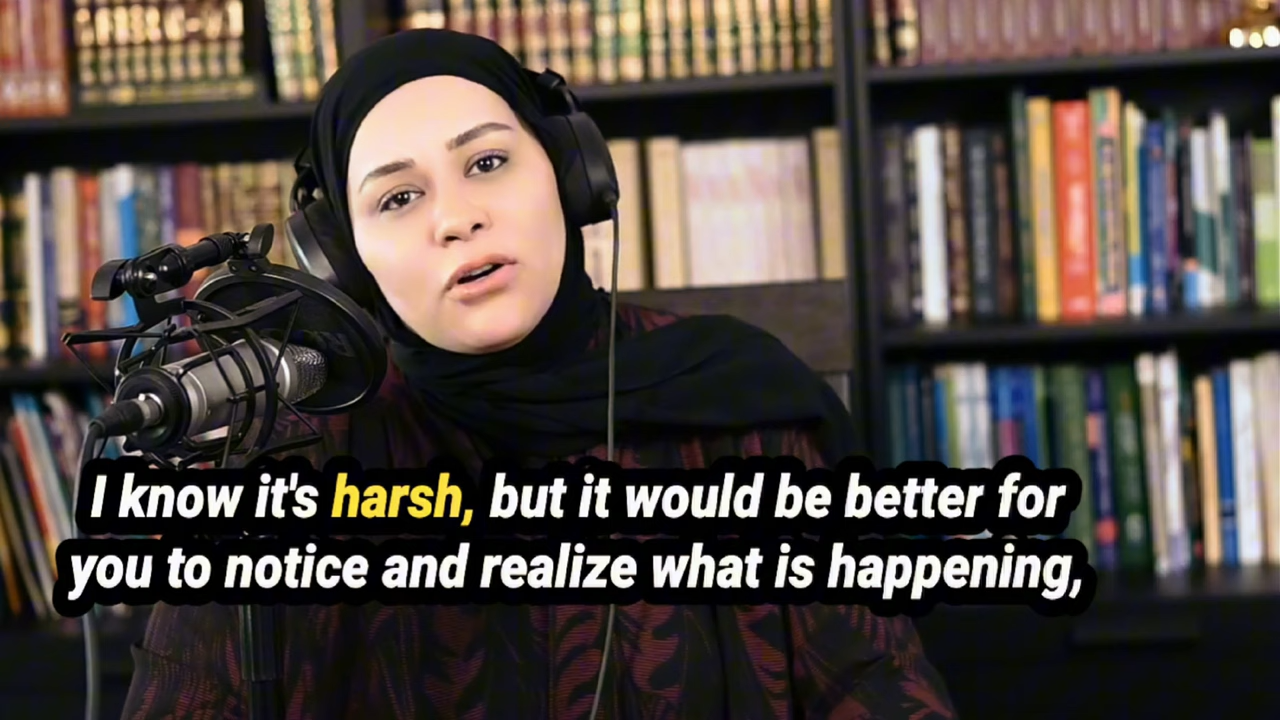 I know it's harsh, but it would be better for
you to notice and realize what is happening,